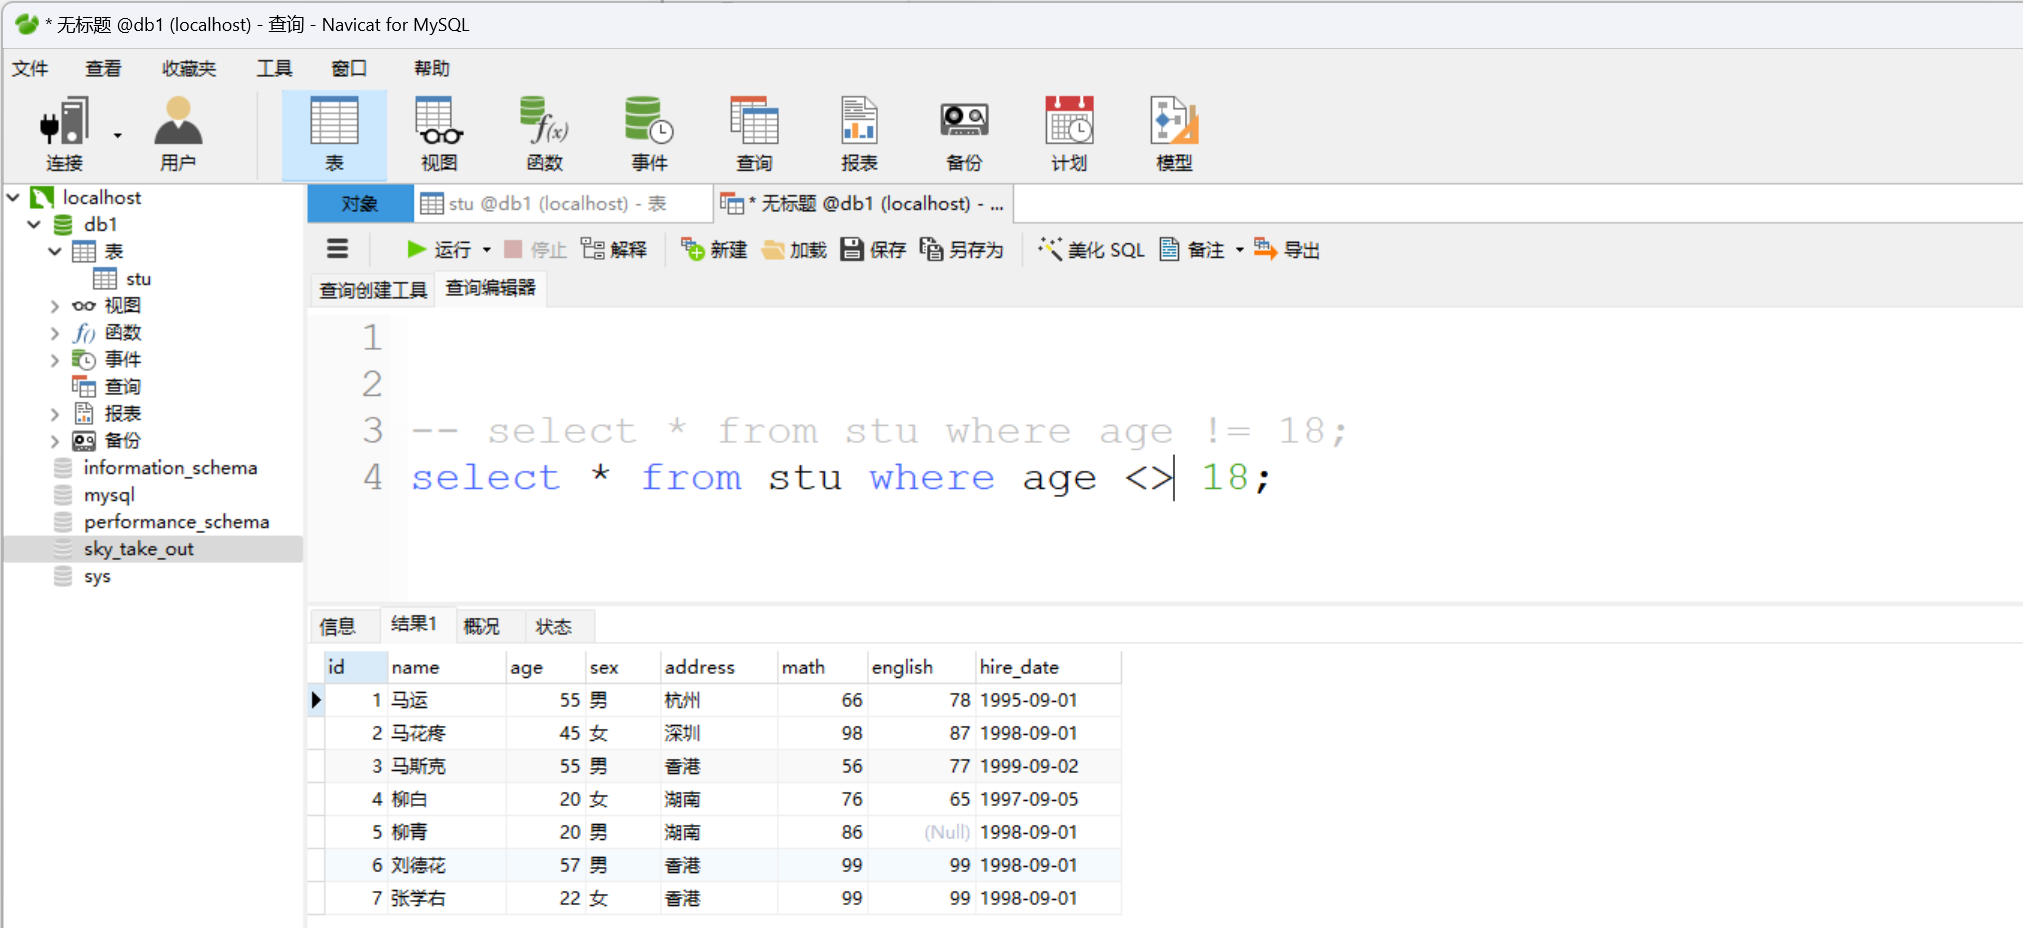 * 无标题 @db1 (localhost) - 查询 - Navicat for MySQL
文件 查看 收藏夹 工具 窗口 帮助
连接 用户 表 视图 函数 事件 查询 报表 备份 计划 模型
localhost
db1
表
stu
视图
函数
事件
查询
报表
备份
information_schema
mysql
performance_schema
sky_take_out
sys
对象 stu @db1 (localhost) - 表 * 无标题 @db1 (localhost) - ...
运行 停止 解释 新建 加载 保存 另存为 美化 SQL 备注 导出
查询创建工具 查询编辑器
1
2
3 -- select * from stu where age != 18;
4 select * from stu where age <> 18;
信息 结果1 概况 状态
id name age sex address math english hire_date
1 马运 55 男 杭州 66 78 1995-09-01
2 马花疼 45 女 深圳 98 87 1998-09-01
3 马斯克 55 男 香港 56 77 1999-09-02
4 柳白 20 女 湖南 76 65 1997-09-05
5 柳青 20 男 湖南 86 (Null) 1998-09-01
6 刘德花 57 男 香港 99 99 1998-09-01
7 张学右 22 女 香港 99 99 1998-09-01